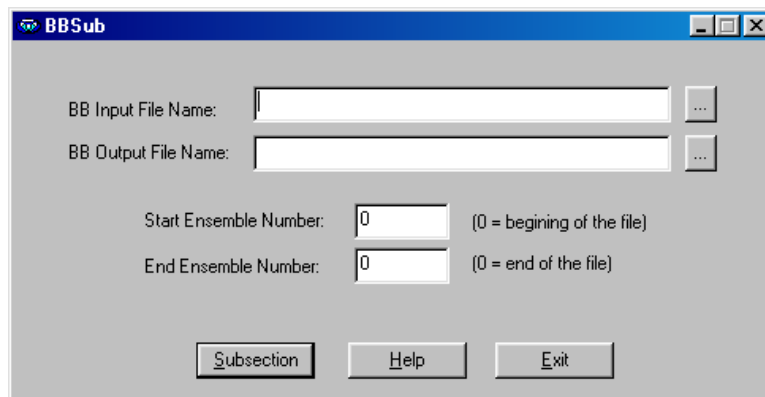 BBSub
BB Input File Name: ...
BB Output File Name: ...
Start Ensemble Number: 0 (0 = begining of the file)
End Ensemble Number: 0 (0 = end of the file)
Subsection Help Exit